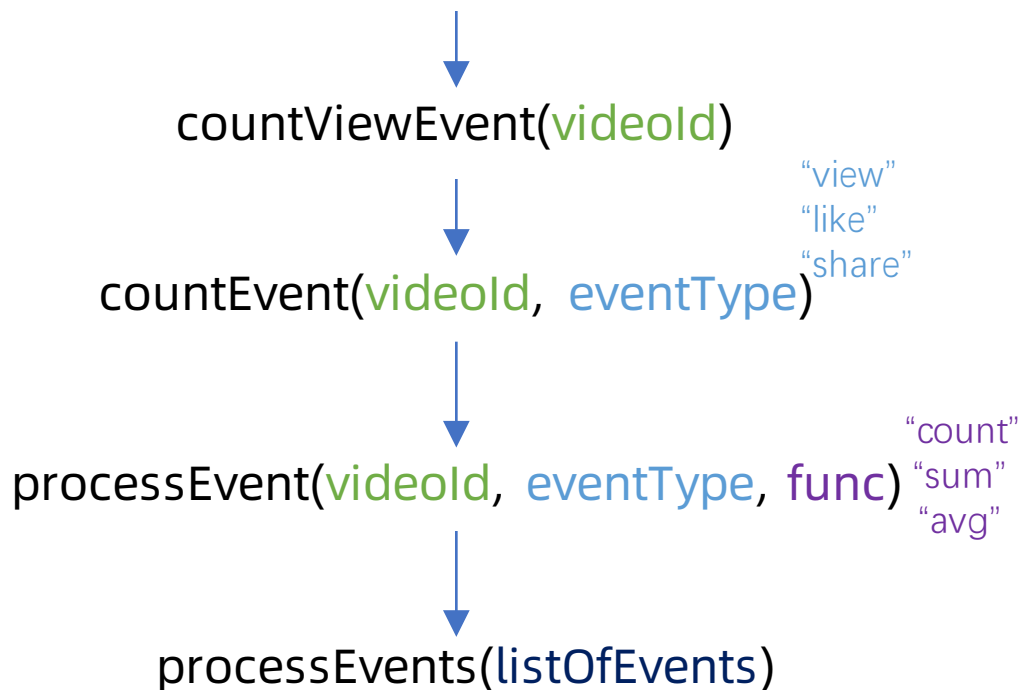 countViewEvent(videoId)
“view”
“like”
“share”
countEvent(videoId, eventType)
“count”
processEvent(videoId, eventType, func) “sum”
“avg”
processEvents(listOfEvents)